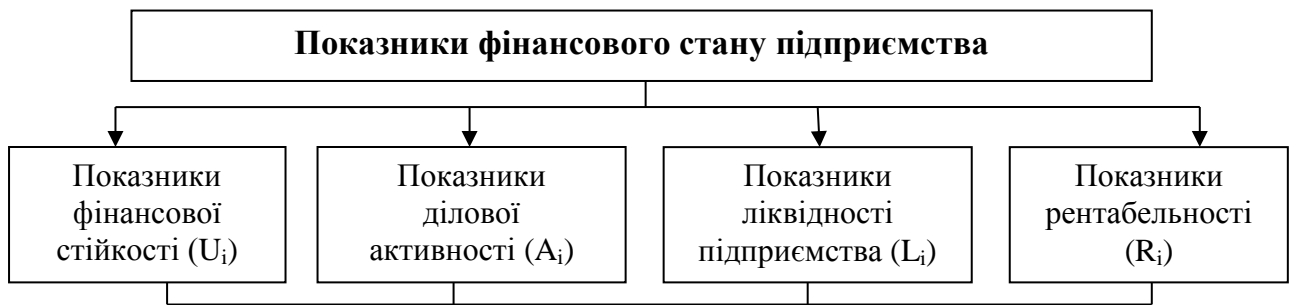 Показники фінансового стану підприємства
Показники
фінансової
стійкості (Ui)
Показники
ділової
активності (Ai)
Показники
ліквідності
підприємства (Li)
Показники
рентабельності
(Ri)